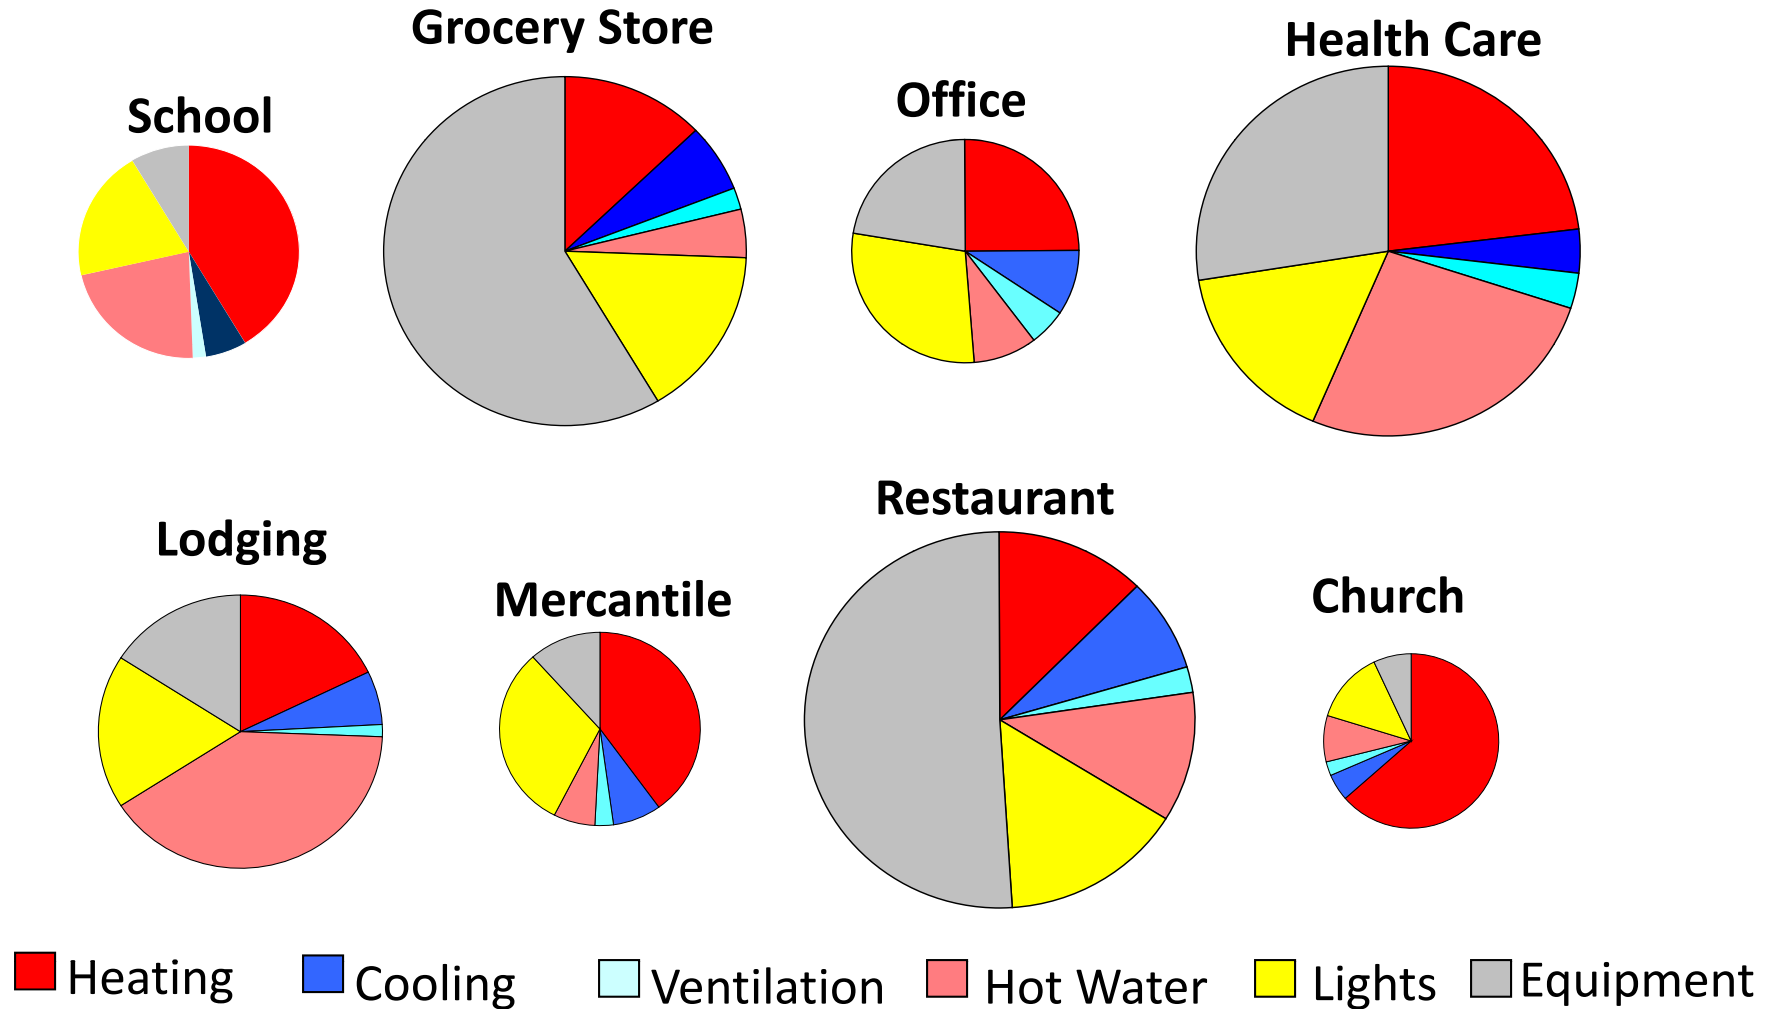 Grocery Store
Health Care
School
Office
Restaurant
Lodging
Mercantile
Church
Heating
Cooling
Ventilation
Hot Water
Lights
Equipment